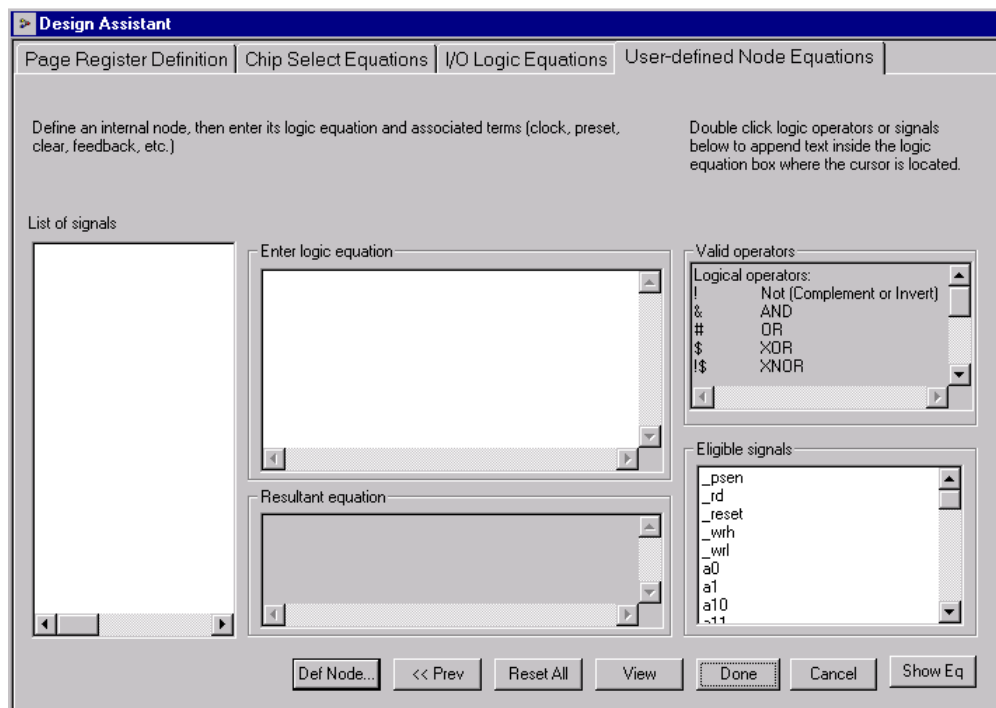 Design Assistant
Page Register Definition
Chip Select Equations
I/O Logic Equations
User-defined Node Equations
Define an internal node, then enter its logic equation and associated terms (clock, preset,
clear, feedback, etc.)
Double click logic operators or signals
below to append text inside the logic
equation box where the cursor is located.
List of signals
Enter logic equation
Valid operators
Logical operators:
! Not (Complement or Invert)
& AND
# OR
$ XOR
!$ XNOR
Resultant equation
Eligible signals
_psen
_rd
_reset
_wrh
_wrl
a0
a1
a10
a11
Def Node...
<< Prev
Reset All
View
Done
Cancel
Show Eq